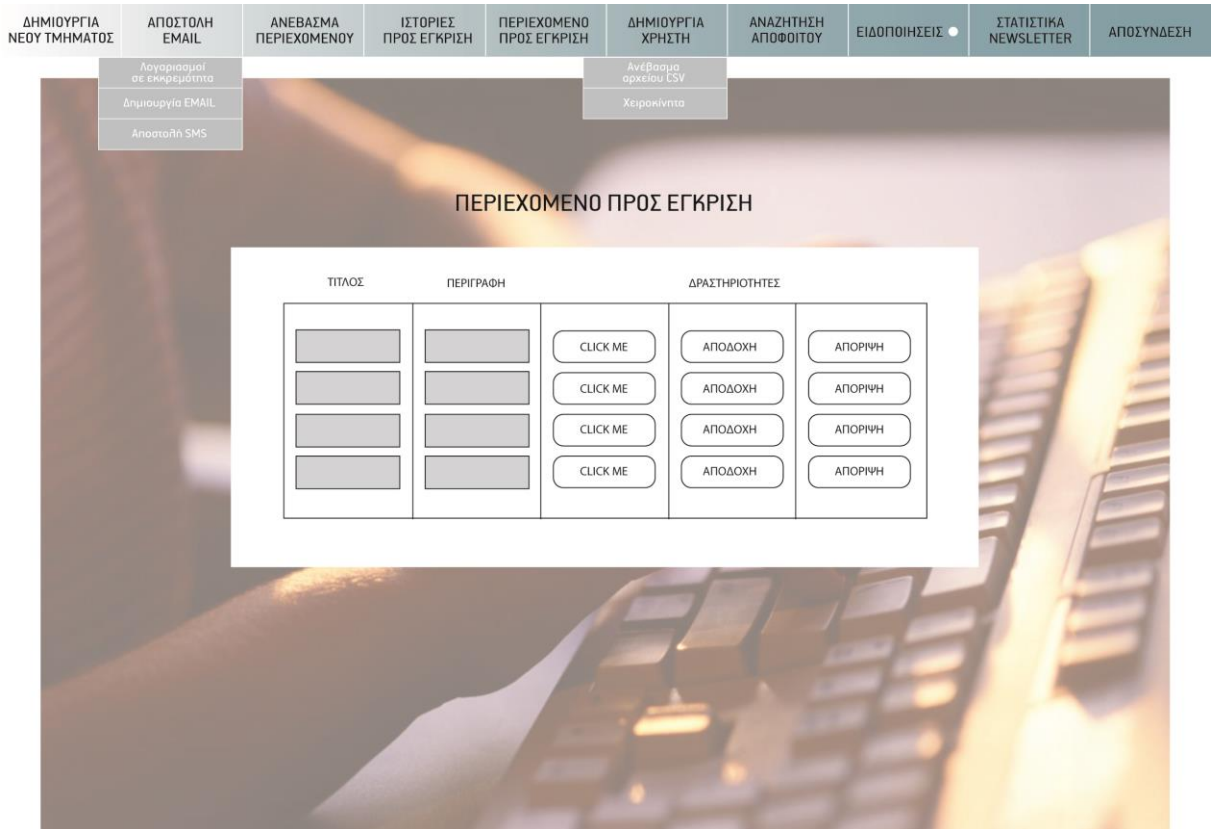 ΔΗΜΙΟΥΡΓΙΑ
ΝΕΟΥ ΤΜΗΜΑΤΟΣ
ΑΠΟΣΤΟΛΗ
EMAIL
ΑΝΕΒΑΣΜΑ
ΠΕΡΙΕΧΟΜΕΝΟΥ
ΙΣΤΟΡΙΕΣ
ΠΡΟΣ ΕΓΚΡΙΣΗ
ΠΕΡΙΕΧΟΜΕΝΟ
ΠΡΟΣ ΕΓΚΡΙΣΗ
ΔΗΜΙΟΥΡΓΙΑ
ΧΡΗΣΤΗ
ΑΝΑΖΗΤΗΣΗ
ΑΠΟΦΟΙΤΟΥ
ΕΙΔΟΠΟΙΗΣΕΙΣ
ΣΤΑΤΙΣΤΙΚΑ
NEWSLETTER
ΑΠΟΣΥΝΔΕΣΗ
Λογαριασμοί
σε εκκρεμότητα
Δημιουργία EMAIL
Αποστολή SMS
Ανέβασμα
αρχείου CSV
Χειροκίνητα
ΠΕΡΙΕΧΟΜΕΝΟ ΠΡΟΣ ΕΓΚΡΙΣΗ
ΤΙΤΛΟΣ ΠΕΡΙΓΡΑΦΗ ΔΡΑΣΤΗΡΙΟΤΗΤΕΣ
CLICK ME ΑΠΟΔΟΧΗ ΑΠΟΡΙΨΗ
CLICK ME ΑΠΟΔΟΧΗ ΑΠΟΡΙΨΗ
CLICK ME ΑΠΟΔΟΧΗ ΑΠΟΡΙΨΗ
CLICK ME ΑΠΟΔΟΧΗ ΑΠΟΡΙΨΗ